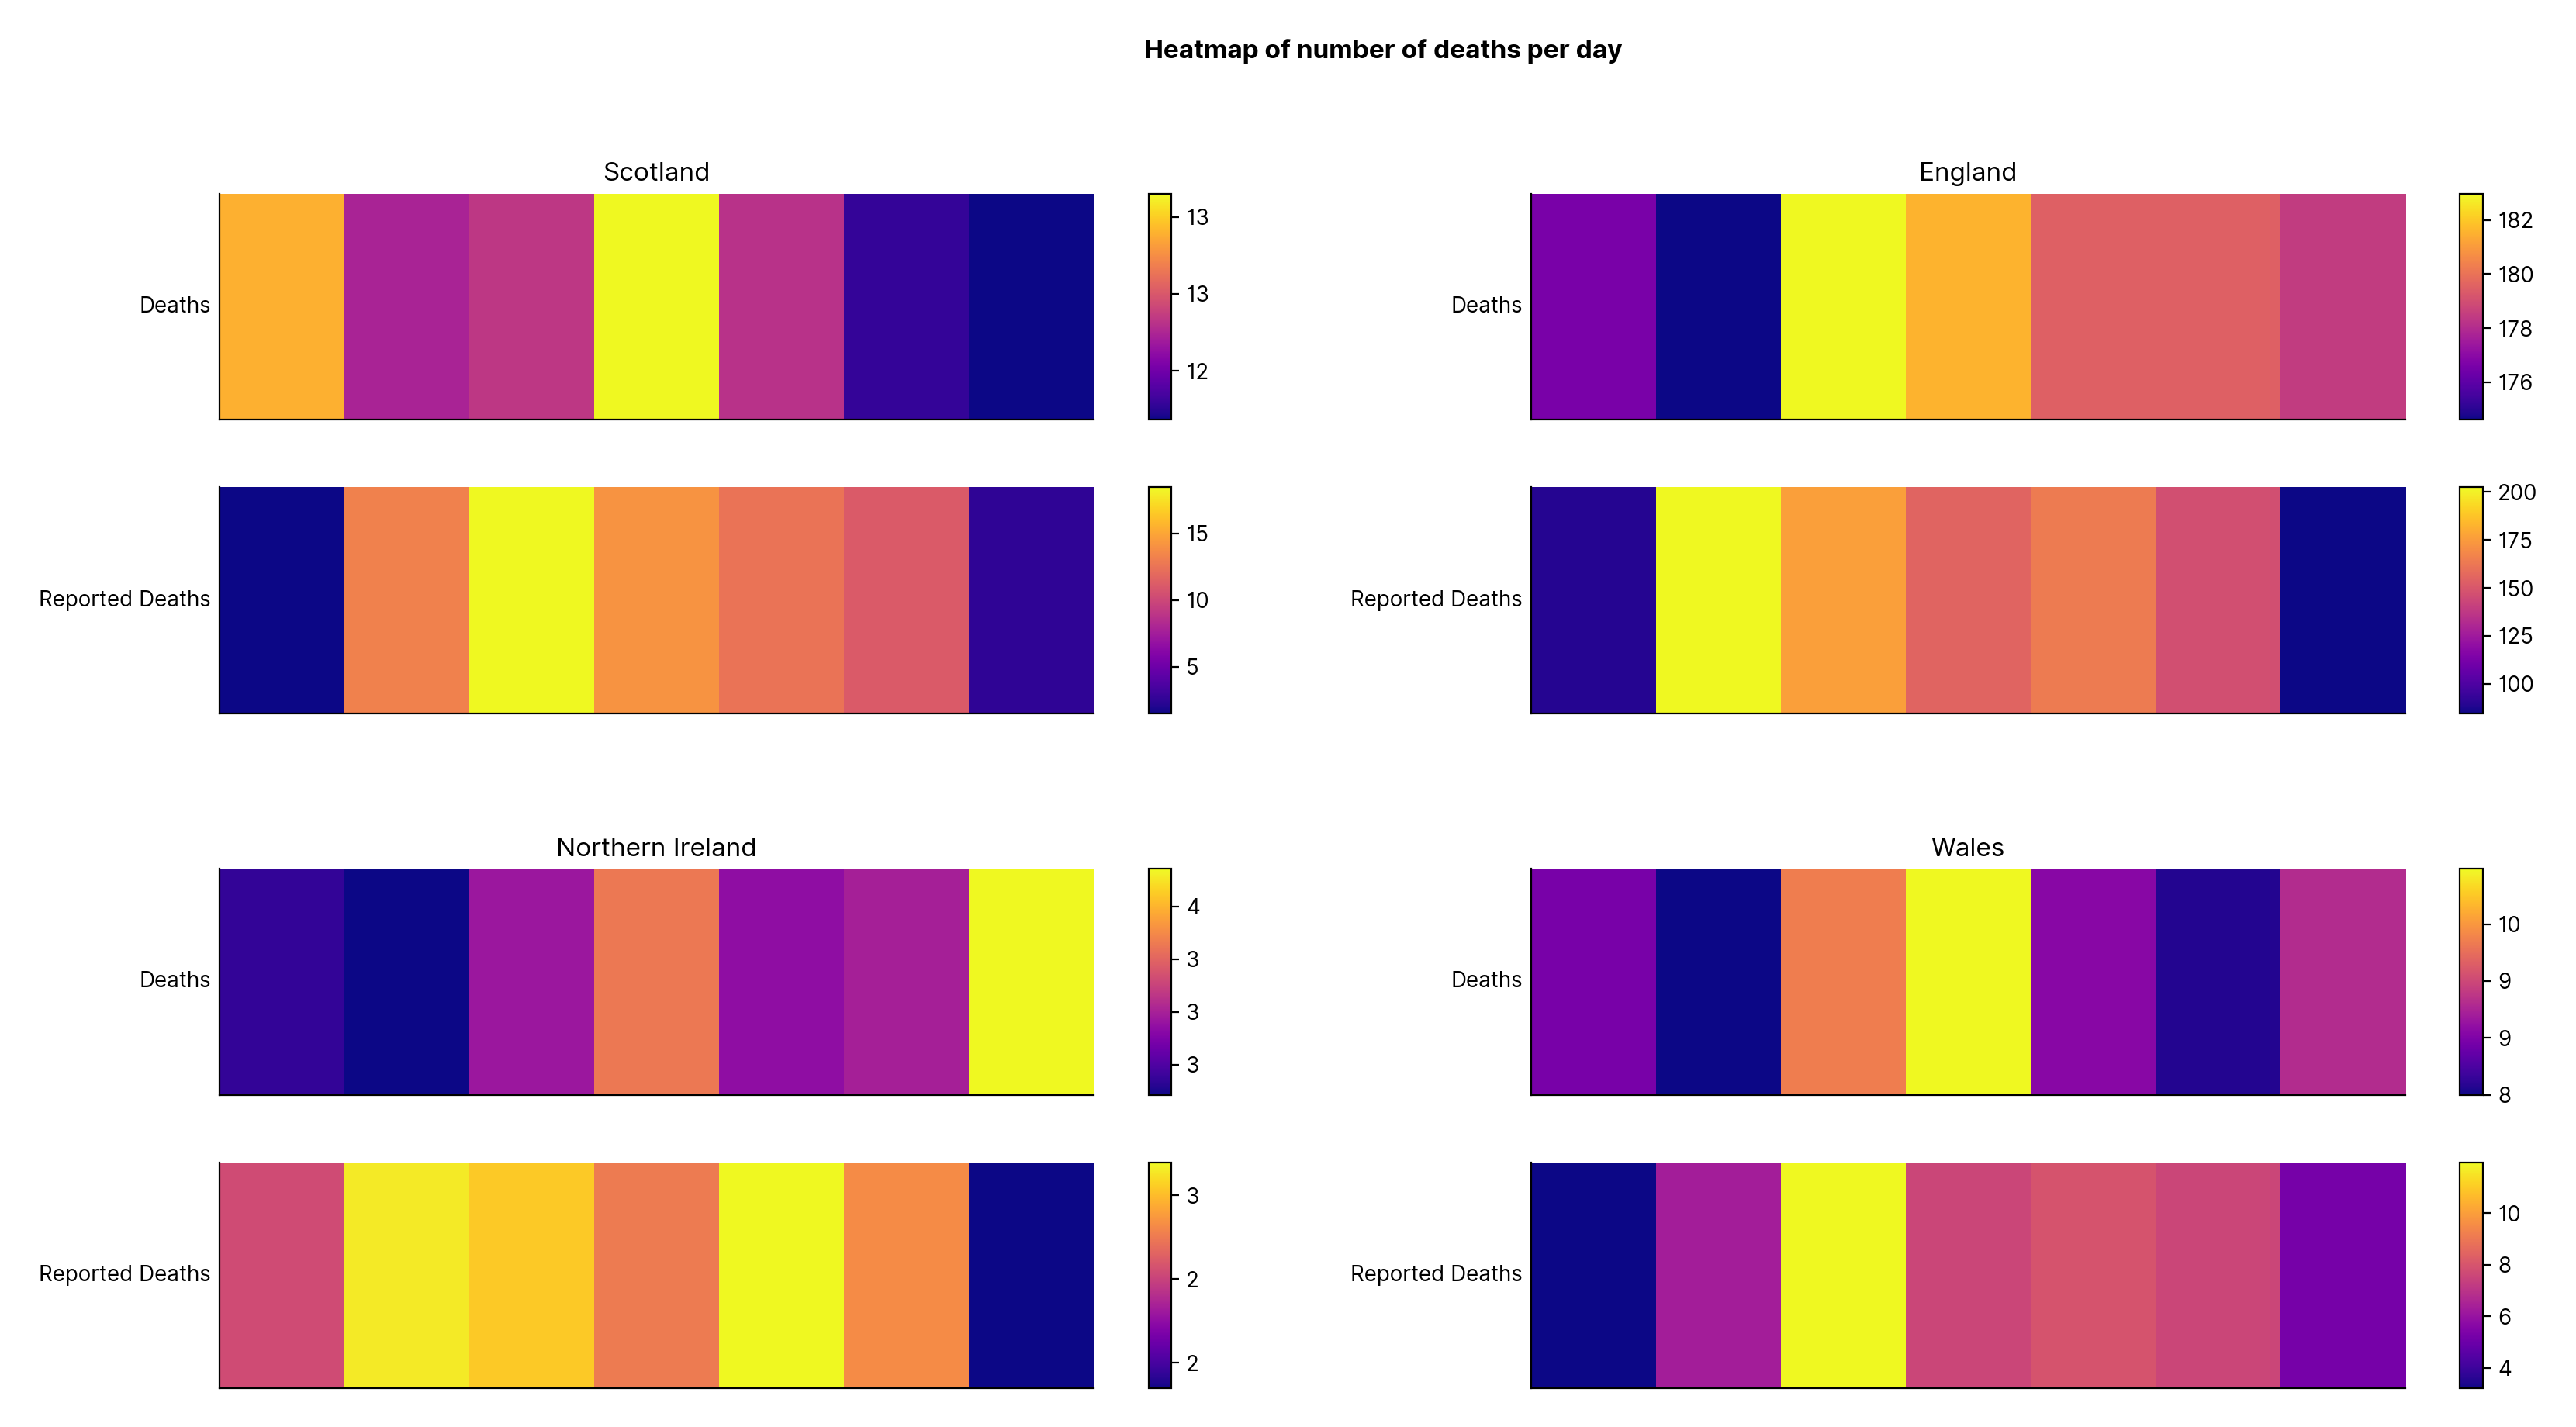 Heatmap of number of deaths per day
Scotland
Deaths
13
13
12
Reported Deaths
15
10
5
England
Deaths
182
180
178
176
Reported Deaths
200
175
150
125
100
Northern Ireland
Deaths
4
3
3
3
Reported Deaths
3
2
2
Wales
Deaths
10
9
9
8
Reported Deaths
10
8
6
4